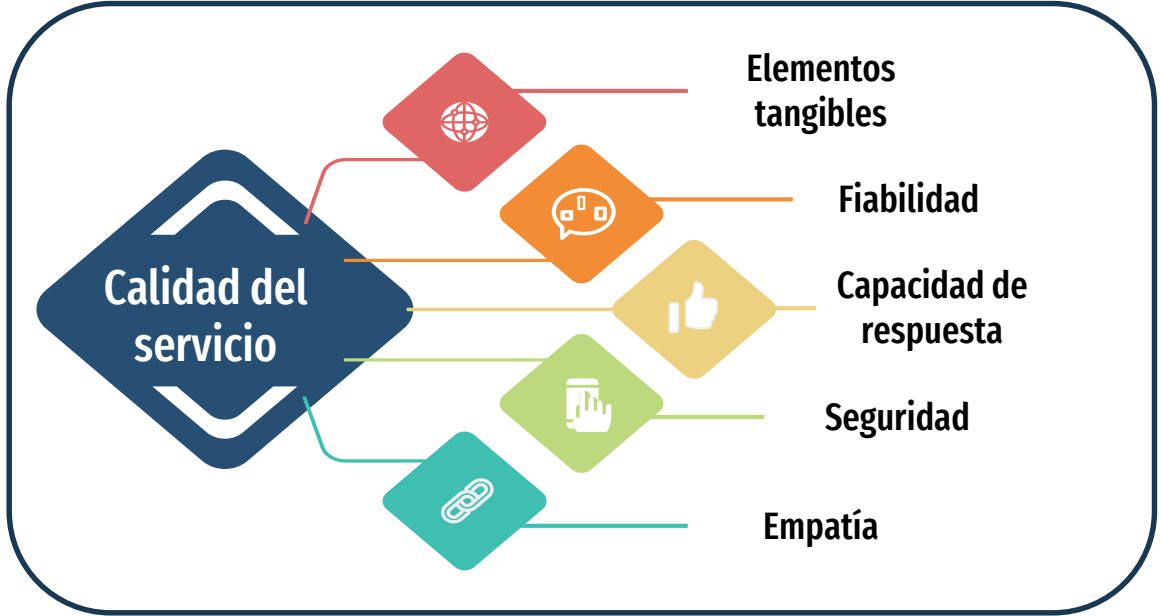 Calidad del
servicio
Elementos
tangibles
Fiabilidad
Capacidad de
respuesta
Seguridad
Empatía